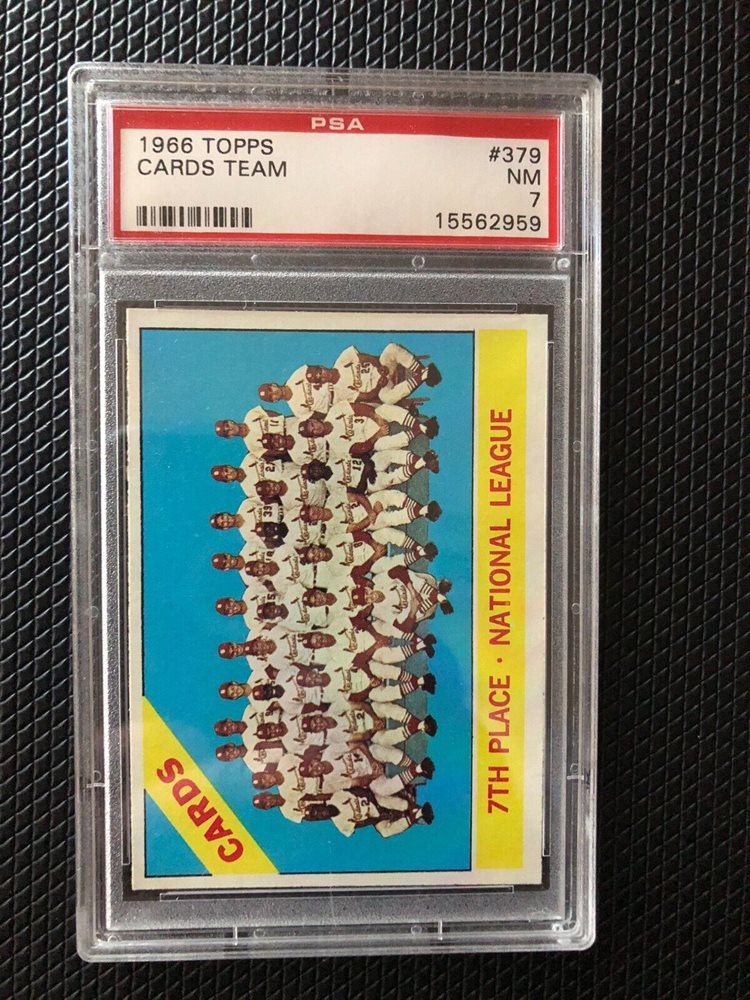 PSA
1966 TOPPS #379
CARDS TEAM NM
7
15562959
CARDS
7TH PLACE · NATIONAL LEAGUE